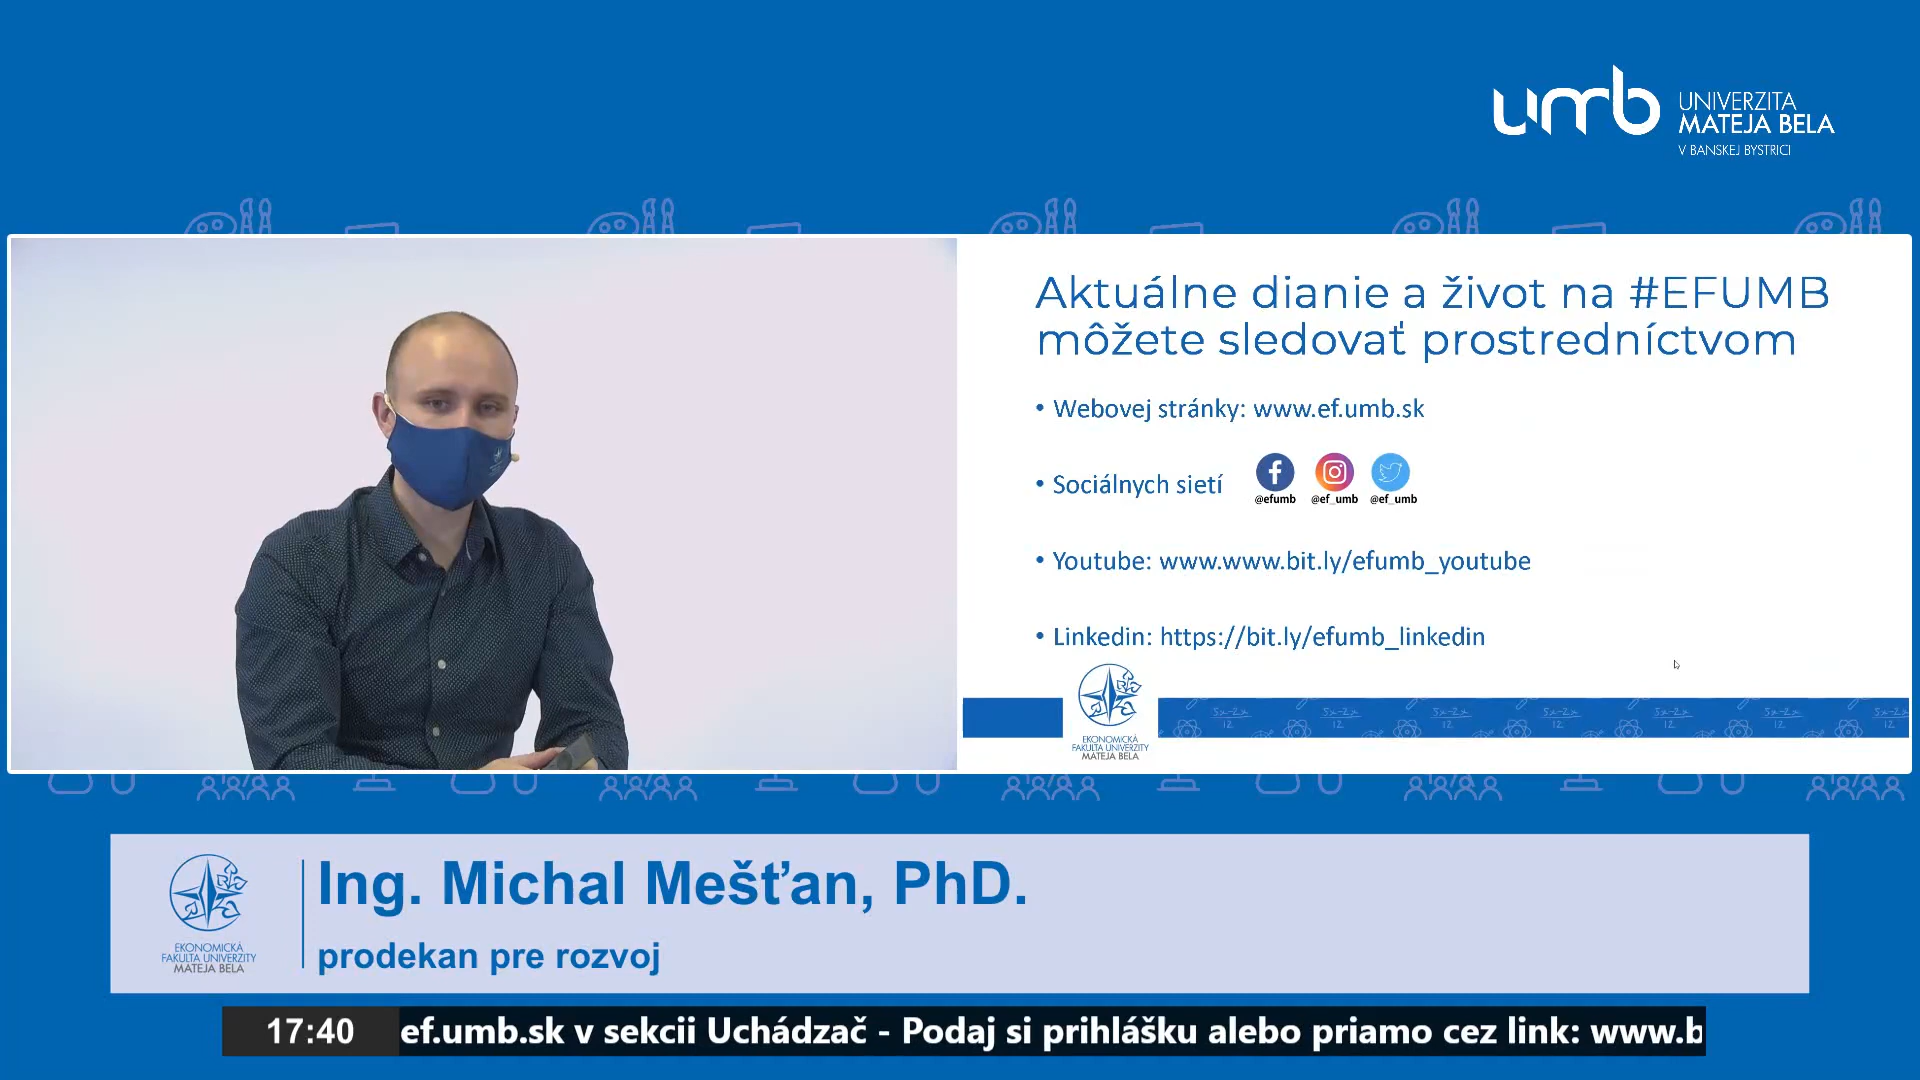 umb
UNIVERZITA
MATEJA BELA
V BANSKEJ BYSTRICI
Aktuálne dianie a život na #EFUMB
môžete sledovať prostredníctvom
• Webovej stránky: www.ef.umb.sk
• Sociálnych sietí
@efumb @ef_umb @ef_umb
• Youtube: www.www.bit.ly/efumb_youtube
• Linkedin: https://bit.ly/efumb_linkedin
EKONOMICKÁ
FAKULTA UNIVERZITY
MATEJA BELA
Ing. Michal Mešťan, PhD.
prodekan pre rozvoj
EKONOMICKÁ
FAKULTA UNIVERZITY
MATEJA BELA
17:40 ef.umb.sk v sekcii Uchádzač - Podaj si prihlášku alebo priamo cez link: www.b